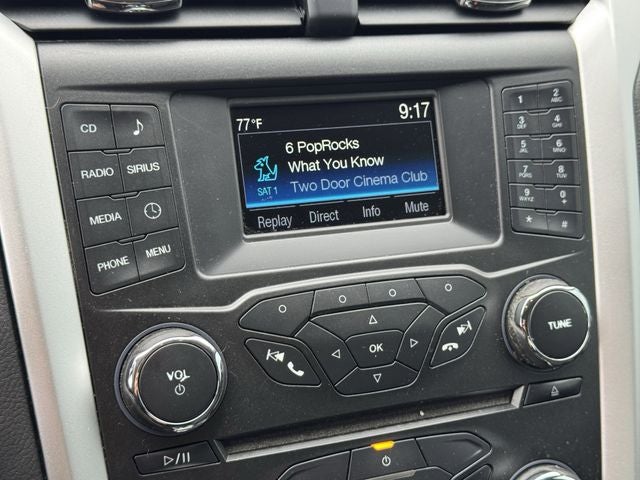 77°F 9:17
6 PopRocks
What You Know
SAT 1 Two Door Cinema Club
Replay Direct Info Mute
CD
RADIO SIRIUS
MEDIA
PHONE MENU
1 2 ABC
3 DEF 4 GHI
5 JKL 6 MNO
7 PQRS 8 TUV
9 WXYZ 0 +
* #
OK
VOL
TUNE